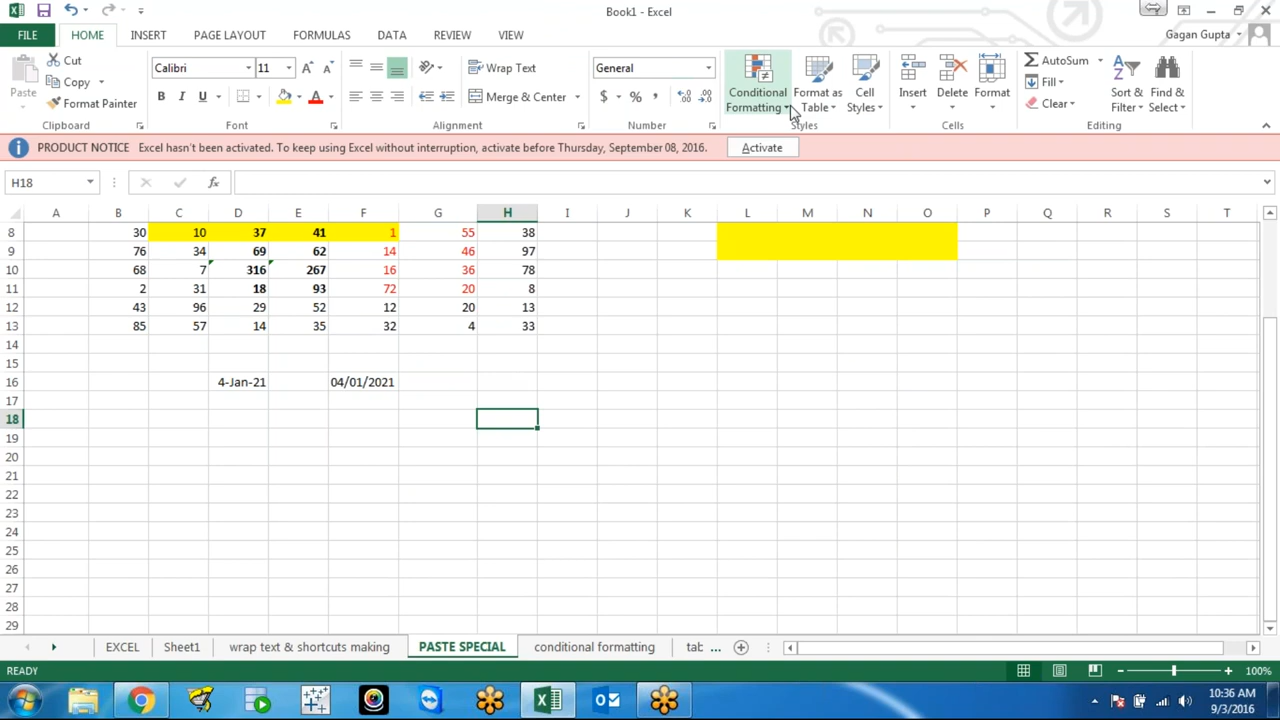 Book1 - Excel
FILE HOME INSERT PAGE LAYOUT FORMULAS DATA REVIEW VIEW Gagan Gupta
Paste
Cut
Copy
Format Painter
Clipboard
Calibri 11
B I U A
Font
Wrap Text
Merge & Center
Alignment
General
$ % ,
Number
Conditional Formatting
Format as Table
Cell Styles
Styles
Insert Delete Format
Cells
AutoSum
Fill
Clear
Sort & Filter
Find & Select
Editing
PRODUCT NOTICE Excel hasn't been activated. To keep using Excel without interruption, activate before Thursday, September 08, 2016. Activate
H18 fx
A B C D E F G H I J K L M N O P Q R S T
8 30 10 37 41 1 55 38
9 76 34 69 62 14 46 97
10 68 7 316 267 16 36 78
11 2 31 18 93 72 20 8
12 43 96 29 52 12 20 13
13 85 57 14 35 32 4 33
14
15
16 4-Jan-21 04/01/2021
17
18
19
20
21
22
23
24
25
26
27
28
29
EXCEL Sheet1 wrap text & shortcuts making PASTE SPECIAL conditional formatting tab ...
READY 100%
10:36 AM
9/3/2016